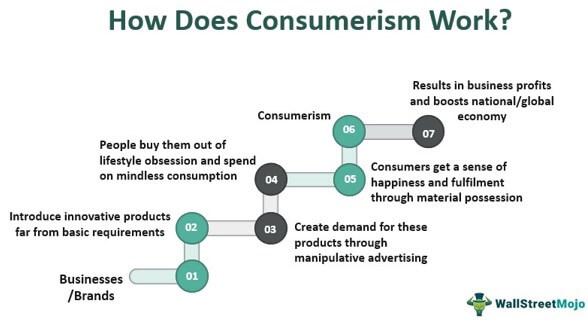 How Does Consumerism Work?
Businesses
/Brands
01
Introduce innovative products
far from basic requirements
02
03
Create demand for these
products through
manipulative advertising
People buy them out of
lifestyle obsession and spend
on mindless consumption
04
05
Consumers get a sense of
happiness and fulfilment
through material possession
Consumerism
06
Results in business profits
and boosts national/global
economy
07
WallStreetMojo